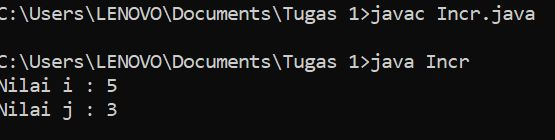 C:\Users\LENOVO\Documents\Tugas 1>javac Incr.java
C:\Users\LENOVO\Documents\Tugas 1>java Incr
Nilai i : 5
Nilai j : 3